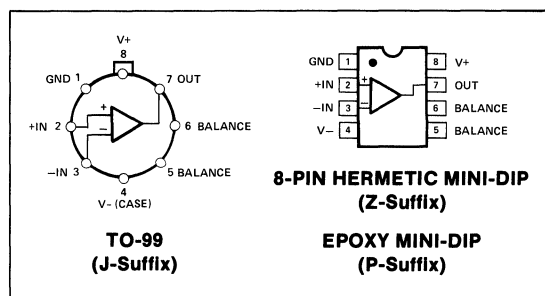 V+
8
GND 1
7 OUT
+IN 2
+
6 BALANCE
−
−IN 3
5 BALANCE
4
V− (CASE)
TO-99
(J-Suffix)
GND 1
8 V+
+IN 2
+
7 OUT
−IN 3
−
6 BALANCE
V− 4
5 BALANCE
8-PIN HERMETIC MINI-DIP
(Z-Suffix)
EPOXY MINI-DIP
(P-Suffix)